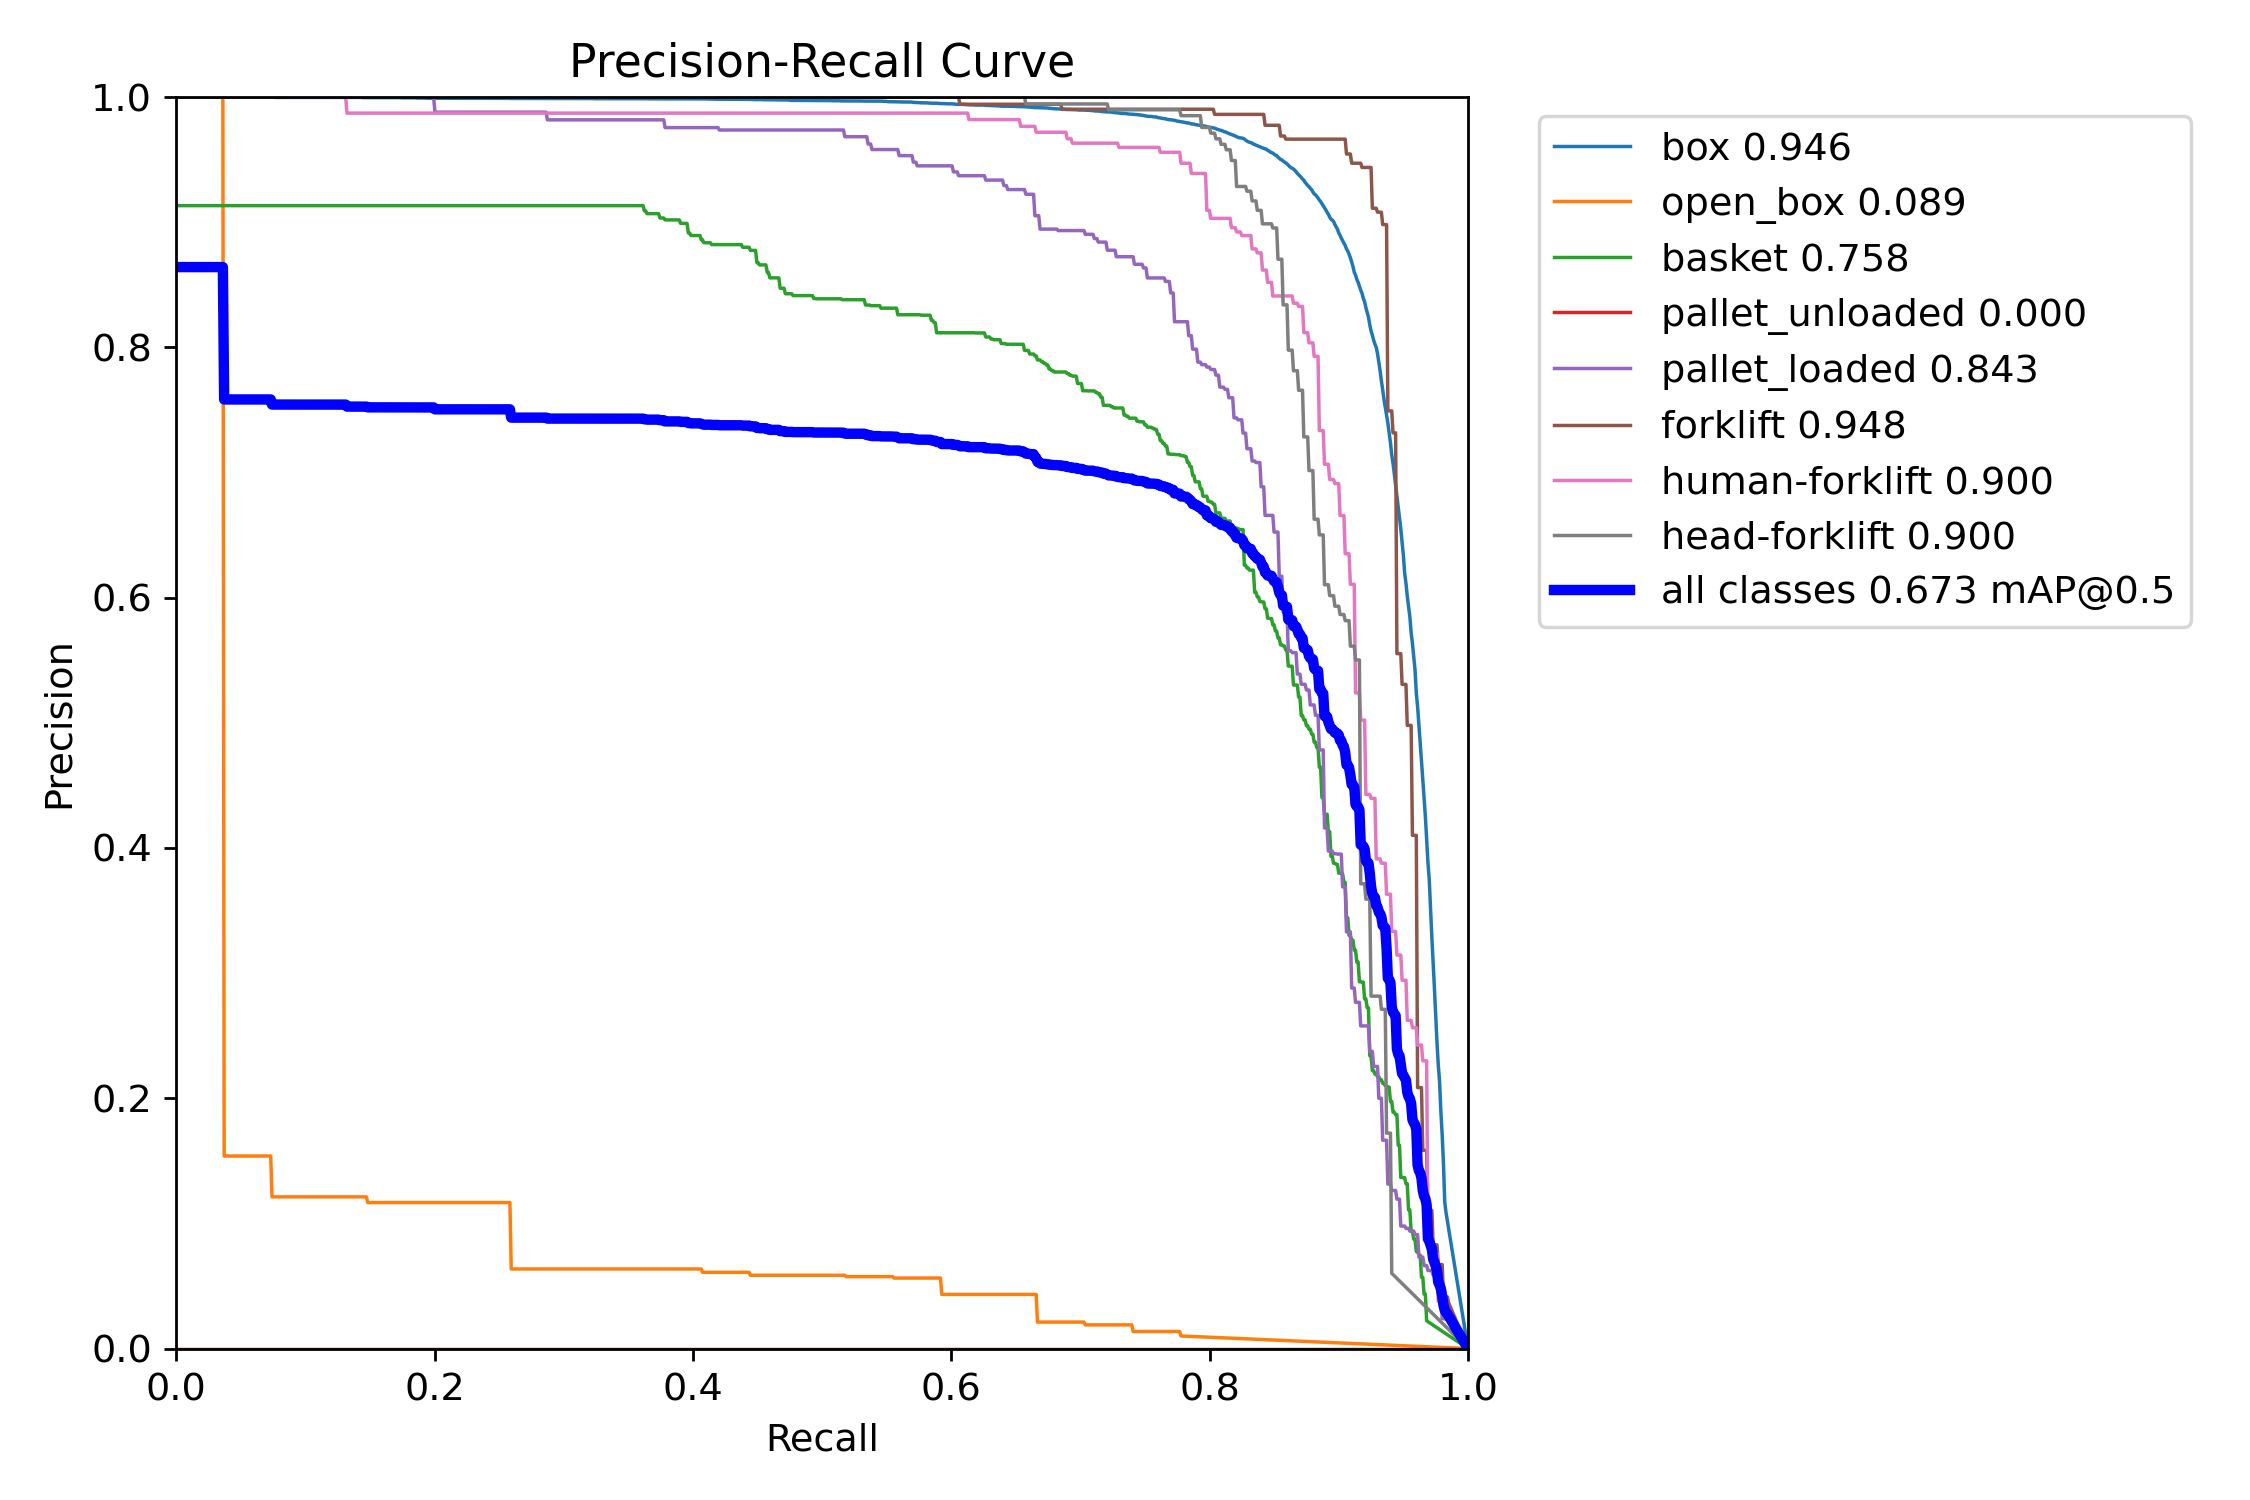 Precision-Recall Curve
1.0
0.8
0.6
0.4
0.2
0.0
Precision
0.0 0.2 0.4 0.6 0.8 1.0
Recall
box 0.946
open_box 0.089
basket 0.758
pallet_unloaded 0.000
pallet_loaded 0.843
forklift 0.948
human-forklift 0.900
head-forklift 0.900
all classes 0.673 mAP@0.5